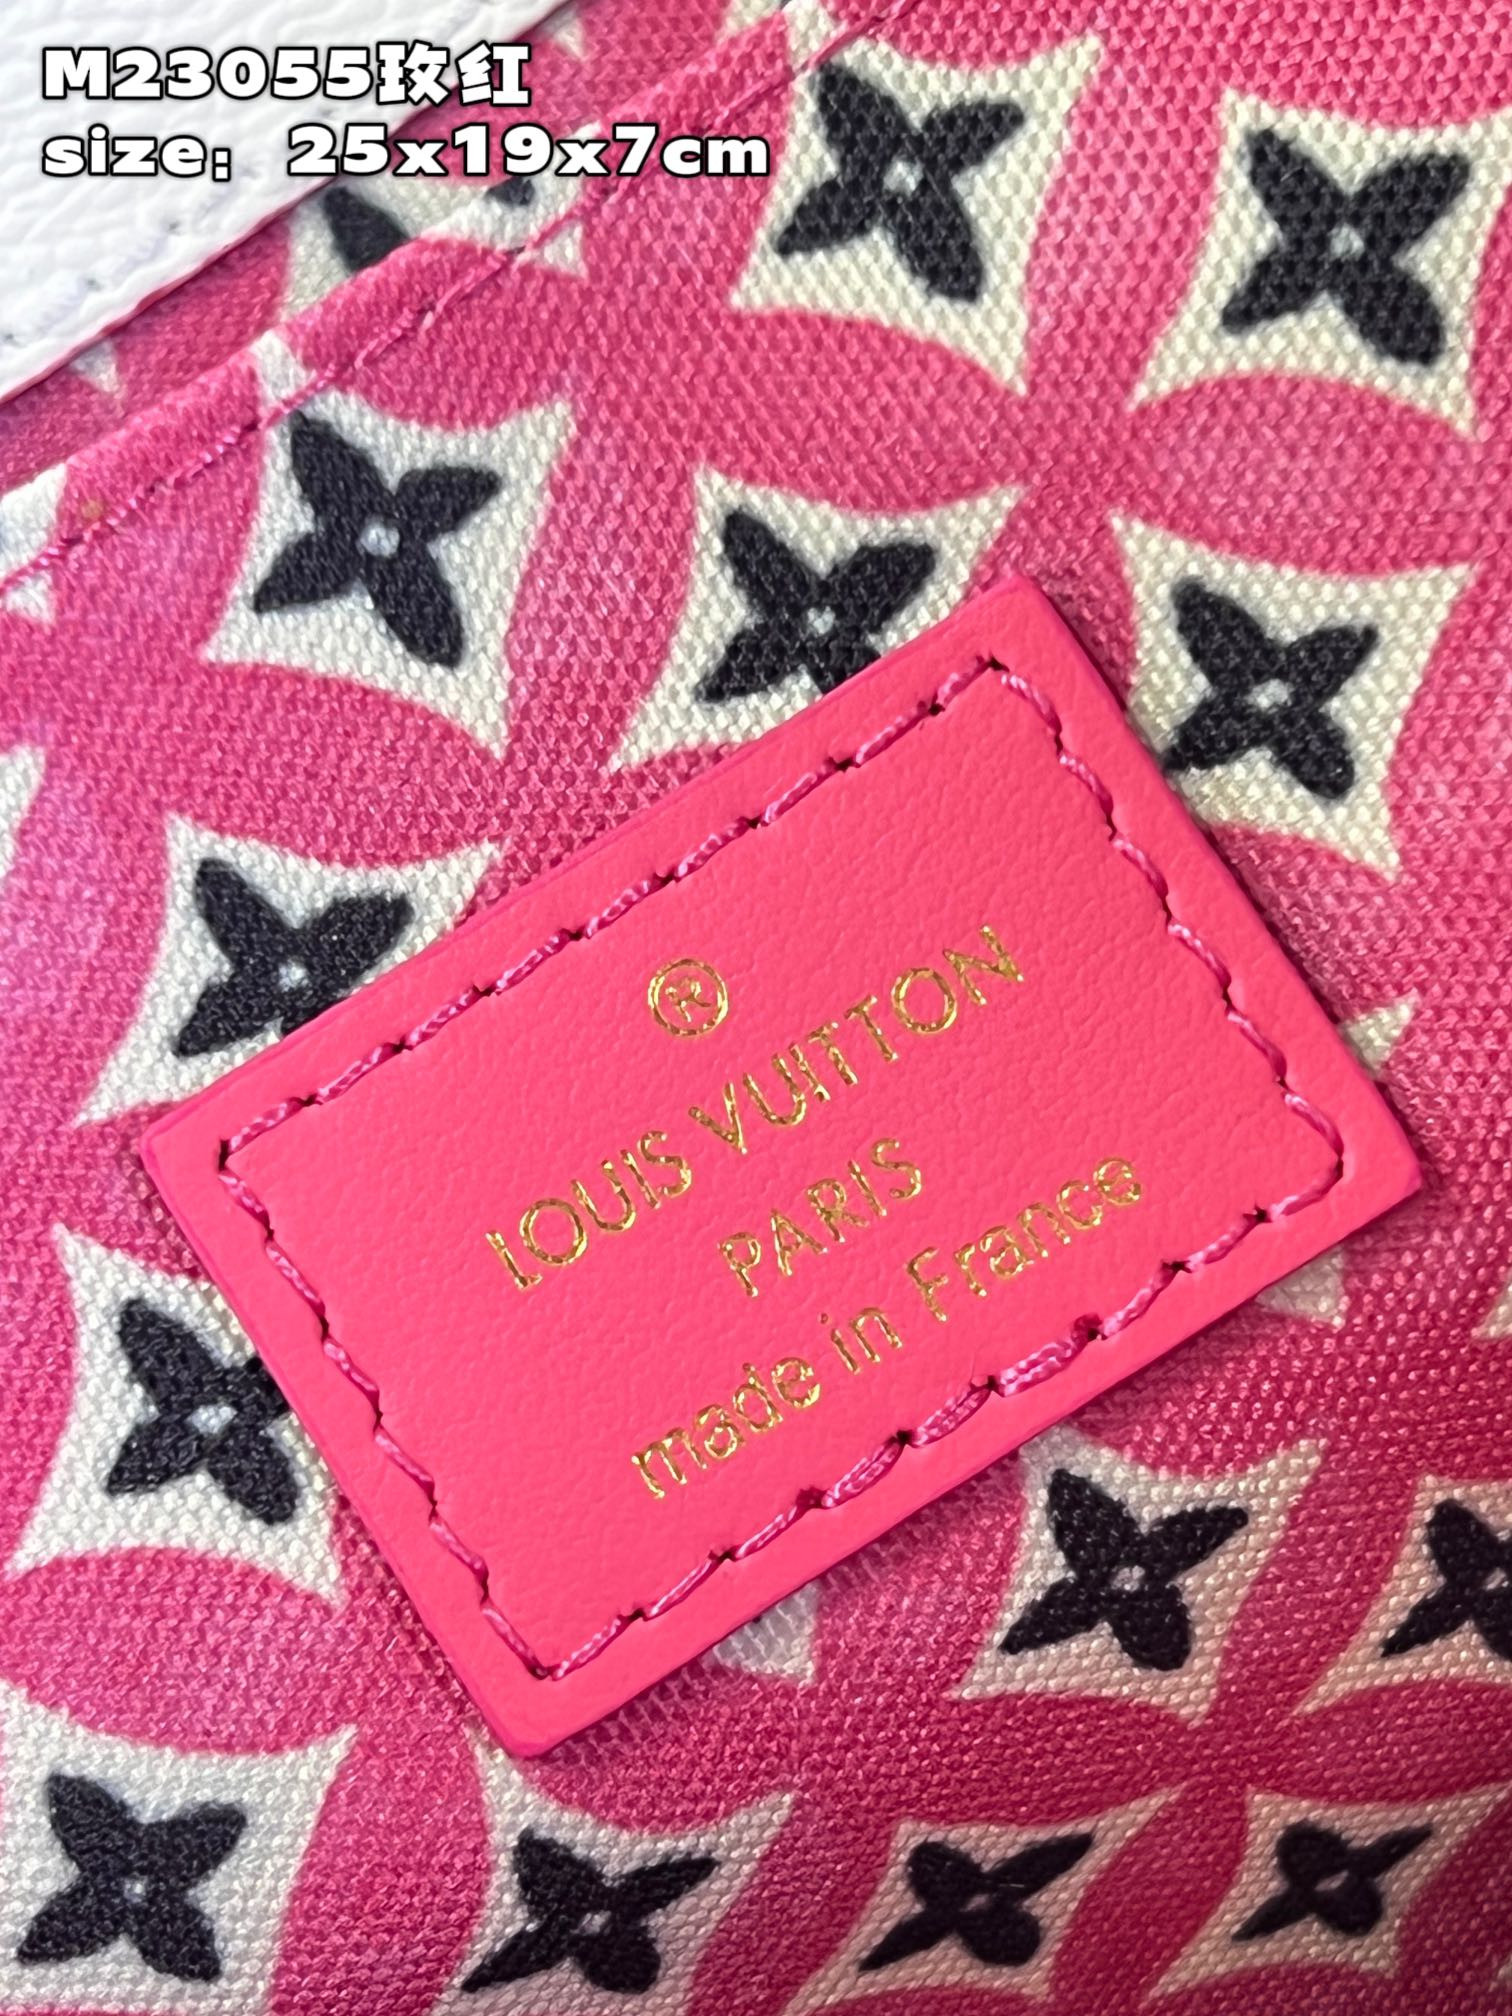 M23055玫红
size：25x19x7cm
®
LOUIS VUITTON
PARIS
made in France